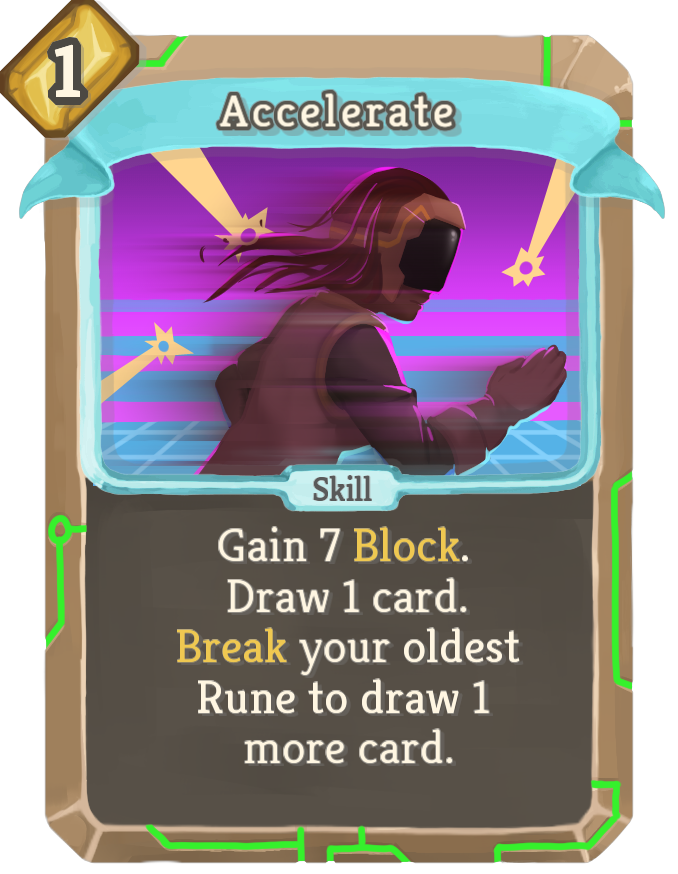 1
Accelerate
Skill
Gain 7 Block.
Draw 1 card.
Break your oldest
Rune to draw 1
more card.